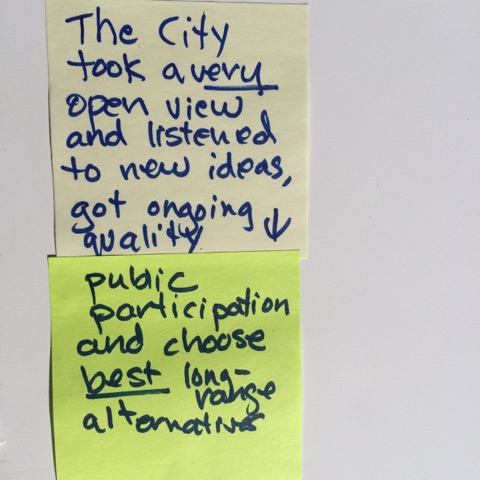 The City
took a very
open view
and listened
to new ideas,
got ongoing
quality ↓
public
participation
and choose
best long-
range
alternatives